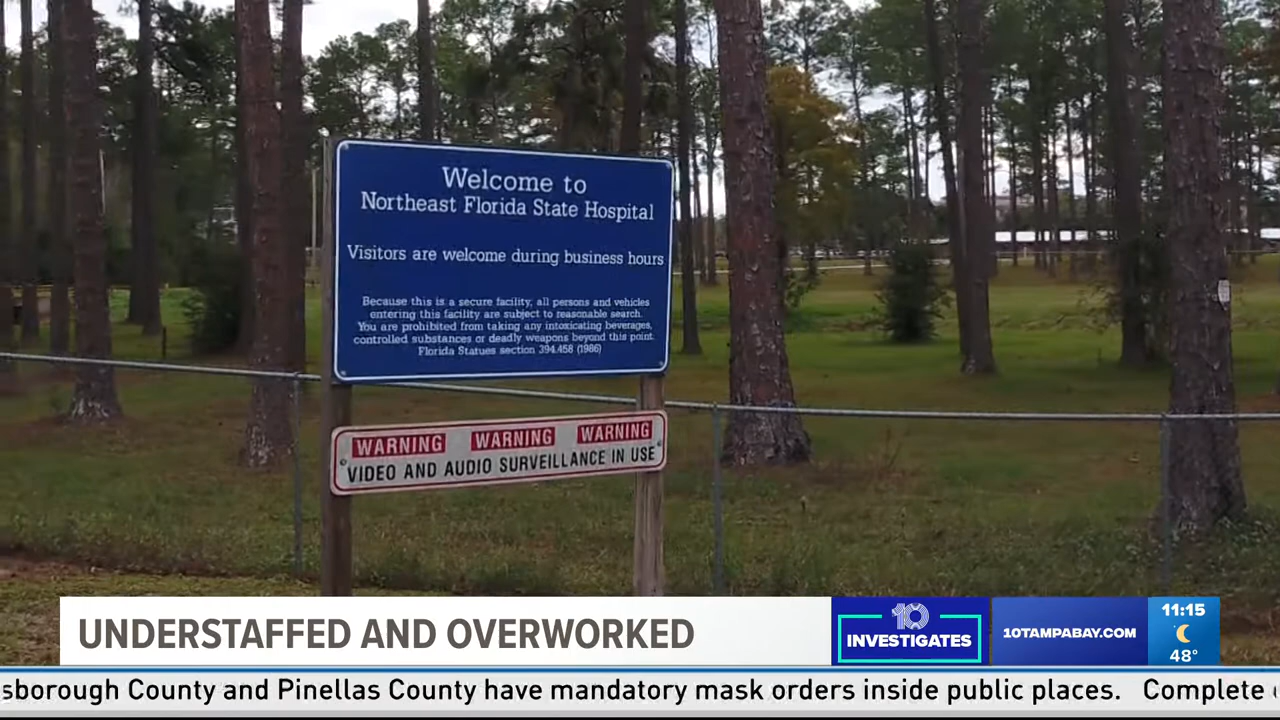 Welcome to
Northeast Florida State Hospital
Visitors are welcome during business hours
Because this is a secure facility, all persons and vehicles
entering this facility are subject to reasonable search.
You are prohibited from taking any intoxicating beverages,
controlled substances or deadly weapons beyond this point.
Florida Statues section 394.458 (1986)
WARNING WARNING WARNING
VIDEO AND AUDIO SURVEILLANCE IN USE
UNDERSTAFFED AND OVERWORKED
10
INVESTIGATES
10TAMPABAY.COM
11:15
48°
sborough County and Pinellas County have mandatory mask orders inside public places. Complete